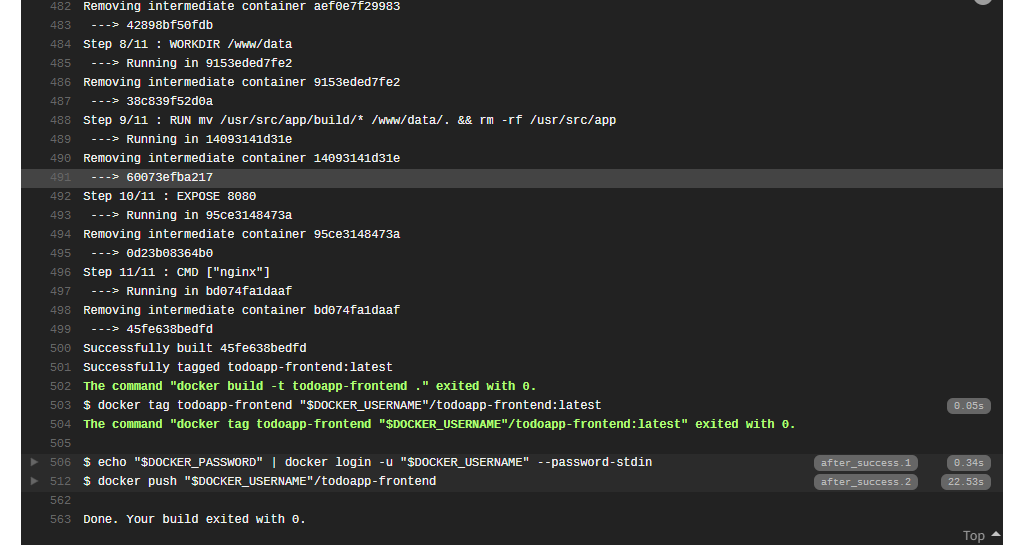 482 Removing intermediate container aef0e7f29983
483 ---> 42898bf50fdb
484 Step 8/11 : WORKDIR /www/data
485 ---> Running in 9153eded7fe2
486 Removing intermediate container 9153eded7fe2
487 ---> 38c839f52d0a
488 Step 9/11 : RUN mv /usr/src/app/build/* /www/data/. && rm -rf /usr/src/app
489 ---> Running in 14093141d31e
490 Removing intermediate container 14093141d31e
491 ---> 60073efba217
492 Step 10/11 : EXPOSE 8080
493 ---> Running in 95ce3148473a
494 Removing intermediate container 95ce3148473a
495 ---> 0d23b08364b0
496 Step 11/11 : CMD ["nginx"]
497 ---> Running in bd074fa1daaf
498 Removing intermediate container bd074fa1daaf
499 ---> 45fe638bedfd
500 Successfully built 45fe638bedfd
501 Successfully tagged todoapp-frontend:latest
502 The command "docker build -t todoapp-frontend ." exited with 0.
503 $ docker tag todoapp-frontend "$DOCKER_USERNAME"/todoapp-frontend:latest 0.05s
504 The command "docker tag todoapp-frontend "$DOCKER_USERNAME"/todoapp-frontend:latest" exited with 0.
505
506 $ echo "$DOCKER_PASSWORD" | docker login -u "$DOCKER_USERNAME" --password-stdin after_success.1 0.34s
512 $ docker push "$DOCKER_USERNAME"/todoapp-frontend after_success.2 22.53s
562
563 Done. Your build exited with 0.
Top